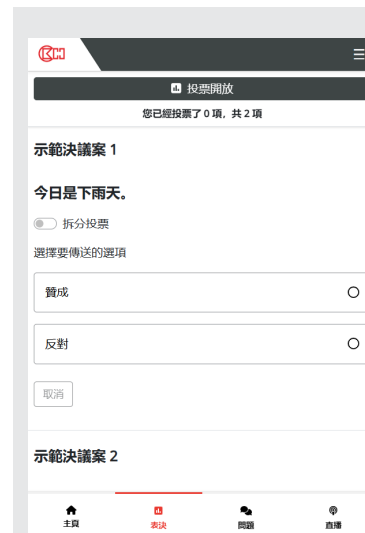 投票開放
您已經投票了 0 項, 共 2 項
示範決議案 1
今日是下雨天。
拆分投票
選擇要傳送的選項
贊成
反對
取消
示範決議案 2
主頁
表決
問題
直播